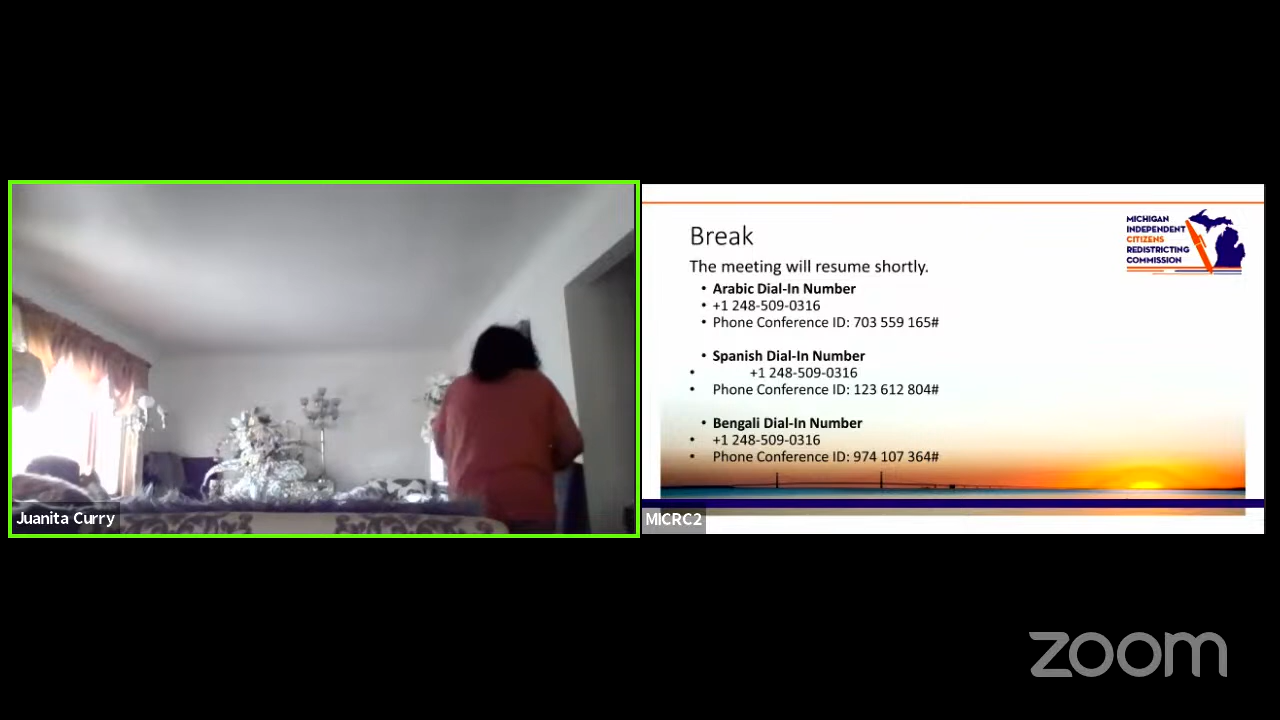 Juanita Curry
Break
The meeting will resume shortly.
• Arabic Dial-In Number
• +1 248-509-0316
• Phone Conference ID: 703 559 165#
• Spanish Dial-In Number
• +1 248-509-0316
• Phone Conference ID: 123 612 804#
• Bengali Dial-In Number
• +1 248-509-0316
• Phone Conference ID: 974 107 364#
MICHIGAN
INDEPENDENT
CITIZENS
REDISTRICTING
COMMISSION
MICRC2
zoom